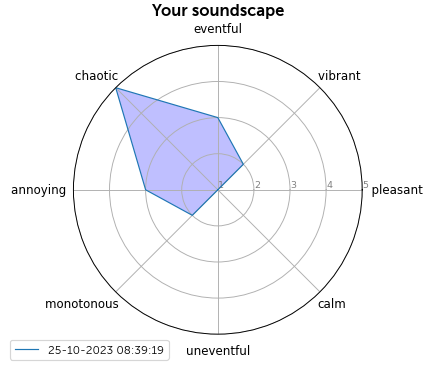 Your soundscape
eventful
chaotic
vibrant
annoying
1 2 3 4 5
pleasant
monotonous
calm
25-10-2023 08:39:19
uneventful